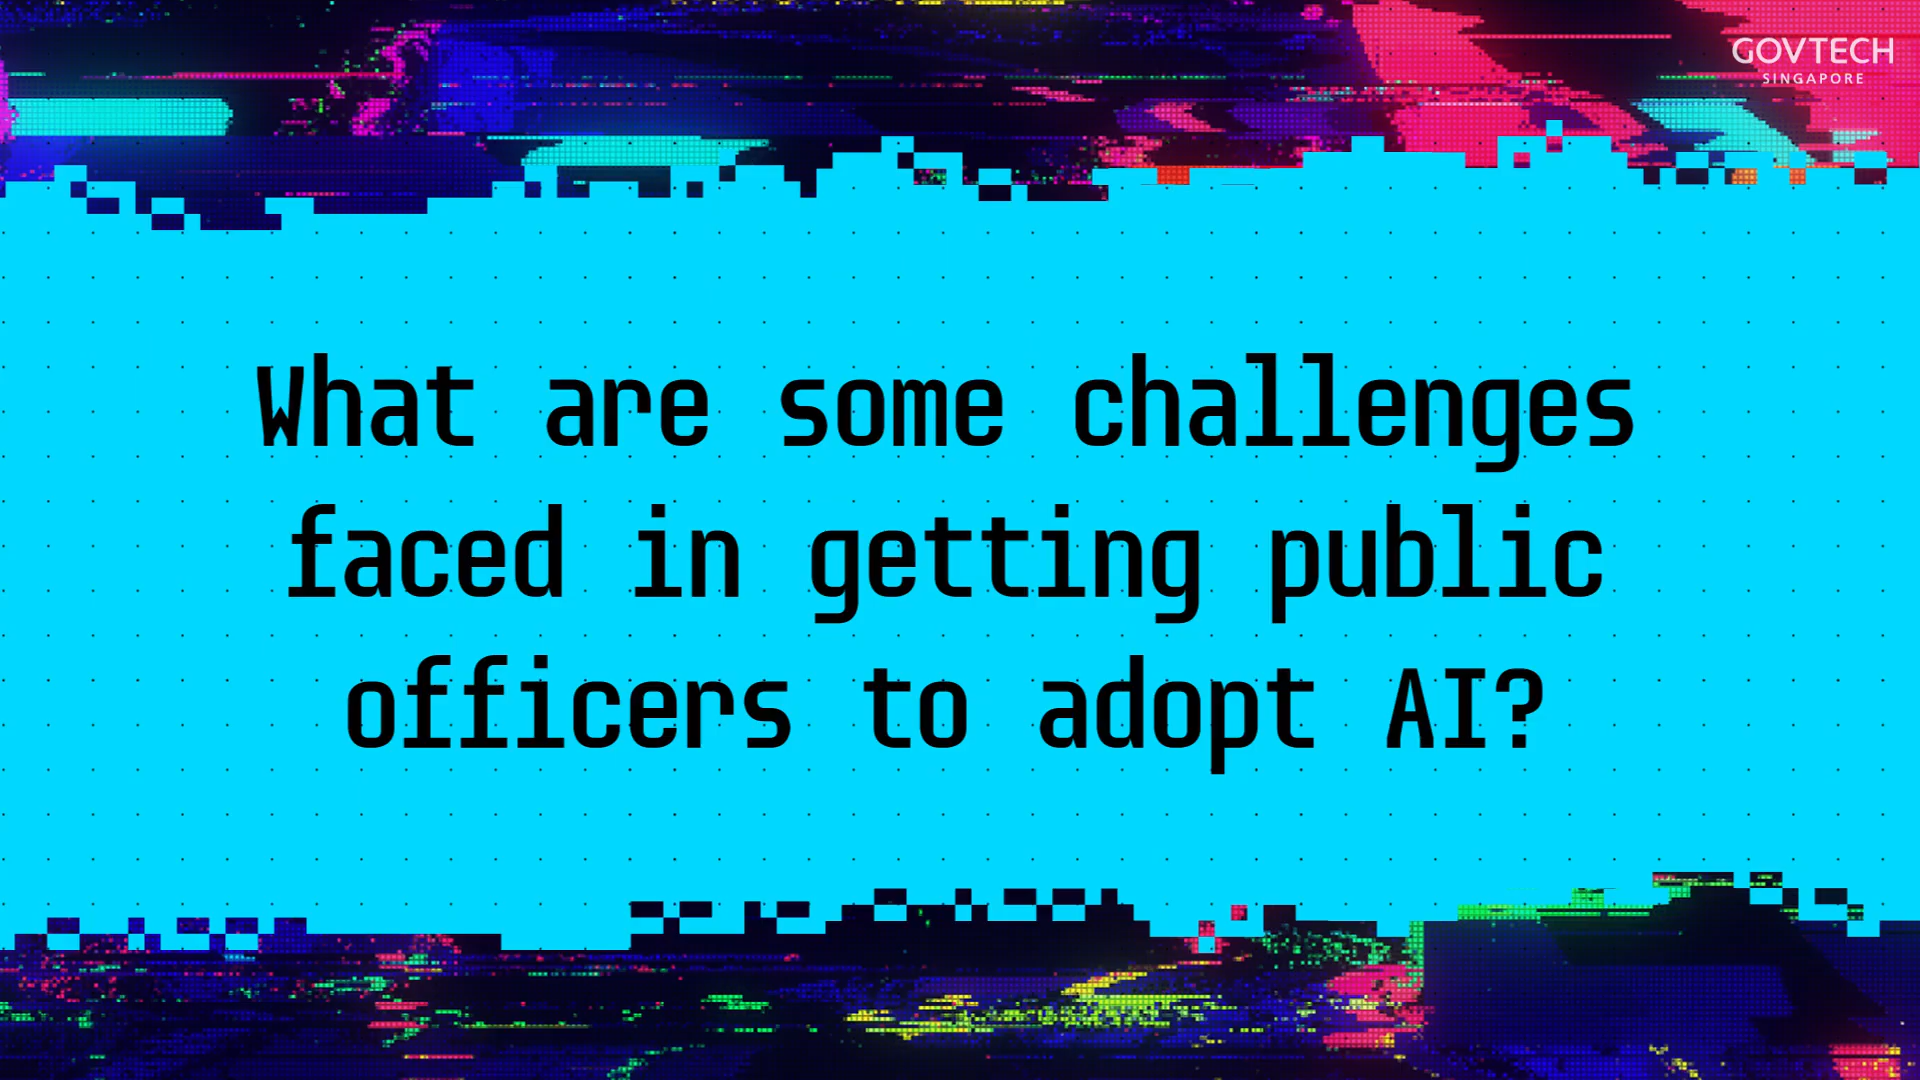 GOVTECH
SINGAPORE
What are some challenges
faced in getting public
officers to adopt AI?